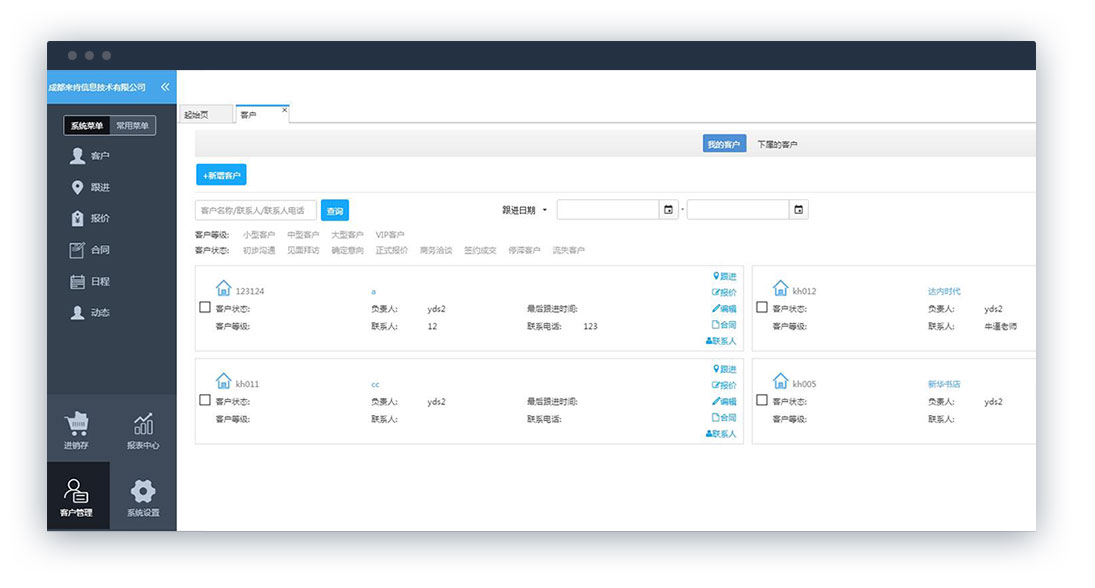 成都来肯信息技术有限公司 «
系统菜单 常用菜单
客户
跟进
报价
合同
日程
动态
进销存 报表中心
客户管理 系统设置
起始页 客户 ×
我的客户 下属的客户
+新增客户
客户名称/联系人/联系人电话 查询 跟进日期 -
客户等级: 小型客户 中型客户 大型客户 VIP客户
客户状态: 初步沟通 见面拜访 确定意向 正式报价 商务洽谈 签约成交 停滞客户 流失客户
123124 a
客户状态: 负责人: yds2 最后跟进时间:
客户等级: 联系人: 12 联系电话: 123
跟进
报价
编辑
合同
联系人
kh012 达内时代
客户状态: 负责人: yds2
客户等级: 联系人: 牛逼老师
kh011 cc
客户状态: 负责人: yds2 最后跟进时间:
客户等级: 联系人: 联系电话:
跟进
报价
编辑
合同
联系人
kh005 新华书店
客户状态: 负责人: yds2
客户等级: 联系人: